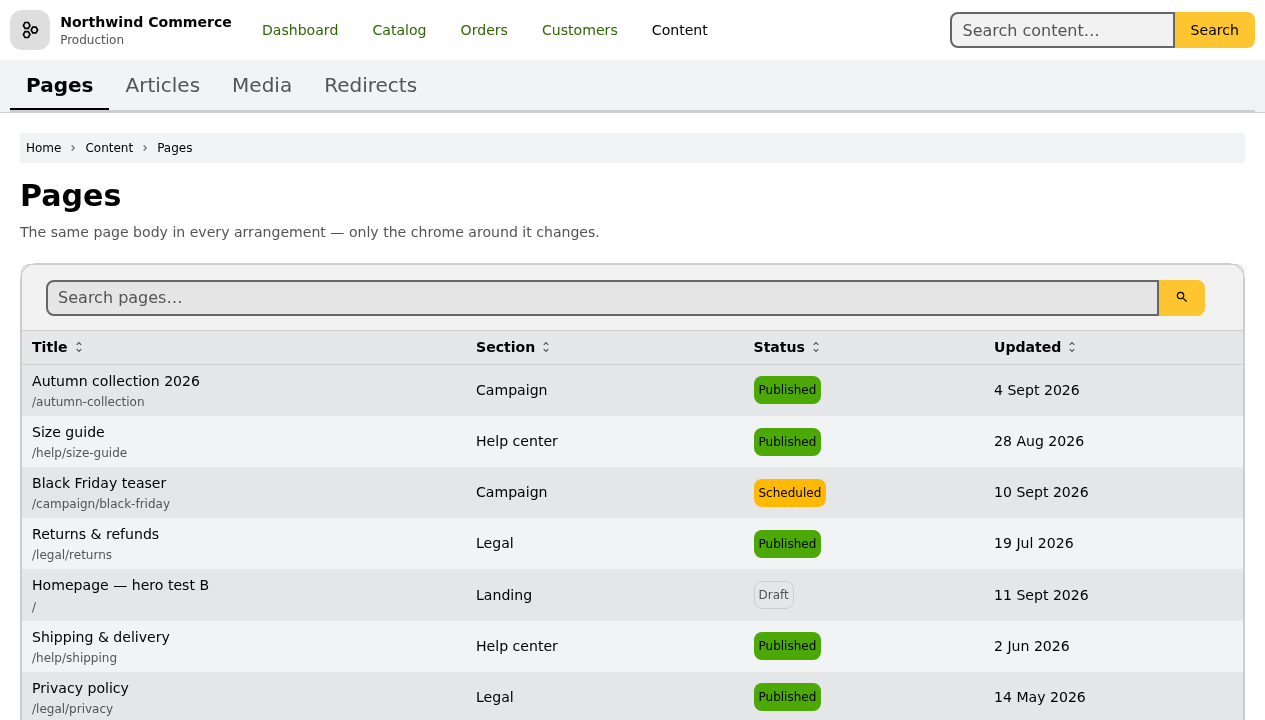 Northwind Commerce
Production
Dashboard Catalog Orders Customers Content
Search content… Search
Pages Articles Media Redirects
Home › Content › Pages
Pages
The same page body in every arrangement — only the chrome around it changes.
Search pages…
Title Section Status Updated
Autumn collection 2026
/autumn-collection
Campaign Published 4 Sept 2026
Size guide
/help/size-guide
Help center Published 28 Aug 2026
Black Friday teaser
/campaign/black-friday
Campaign Scheduled 10 Sept 2026
Returns & refunds
/legal/returns
Legal Published 19 Jul 2026
Homepage — hero test B
/
Landing Draft 11 Sept 2026
Shipping & delivery
/help/shipping
Help center Published 2 Jun 2026
Privacy policy
/legal/privacy
Legal Published 14 May 2026